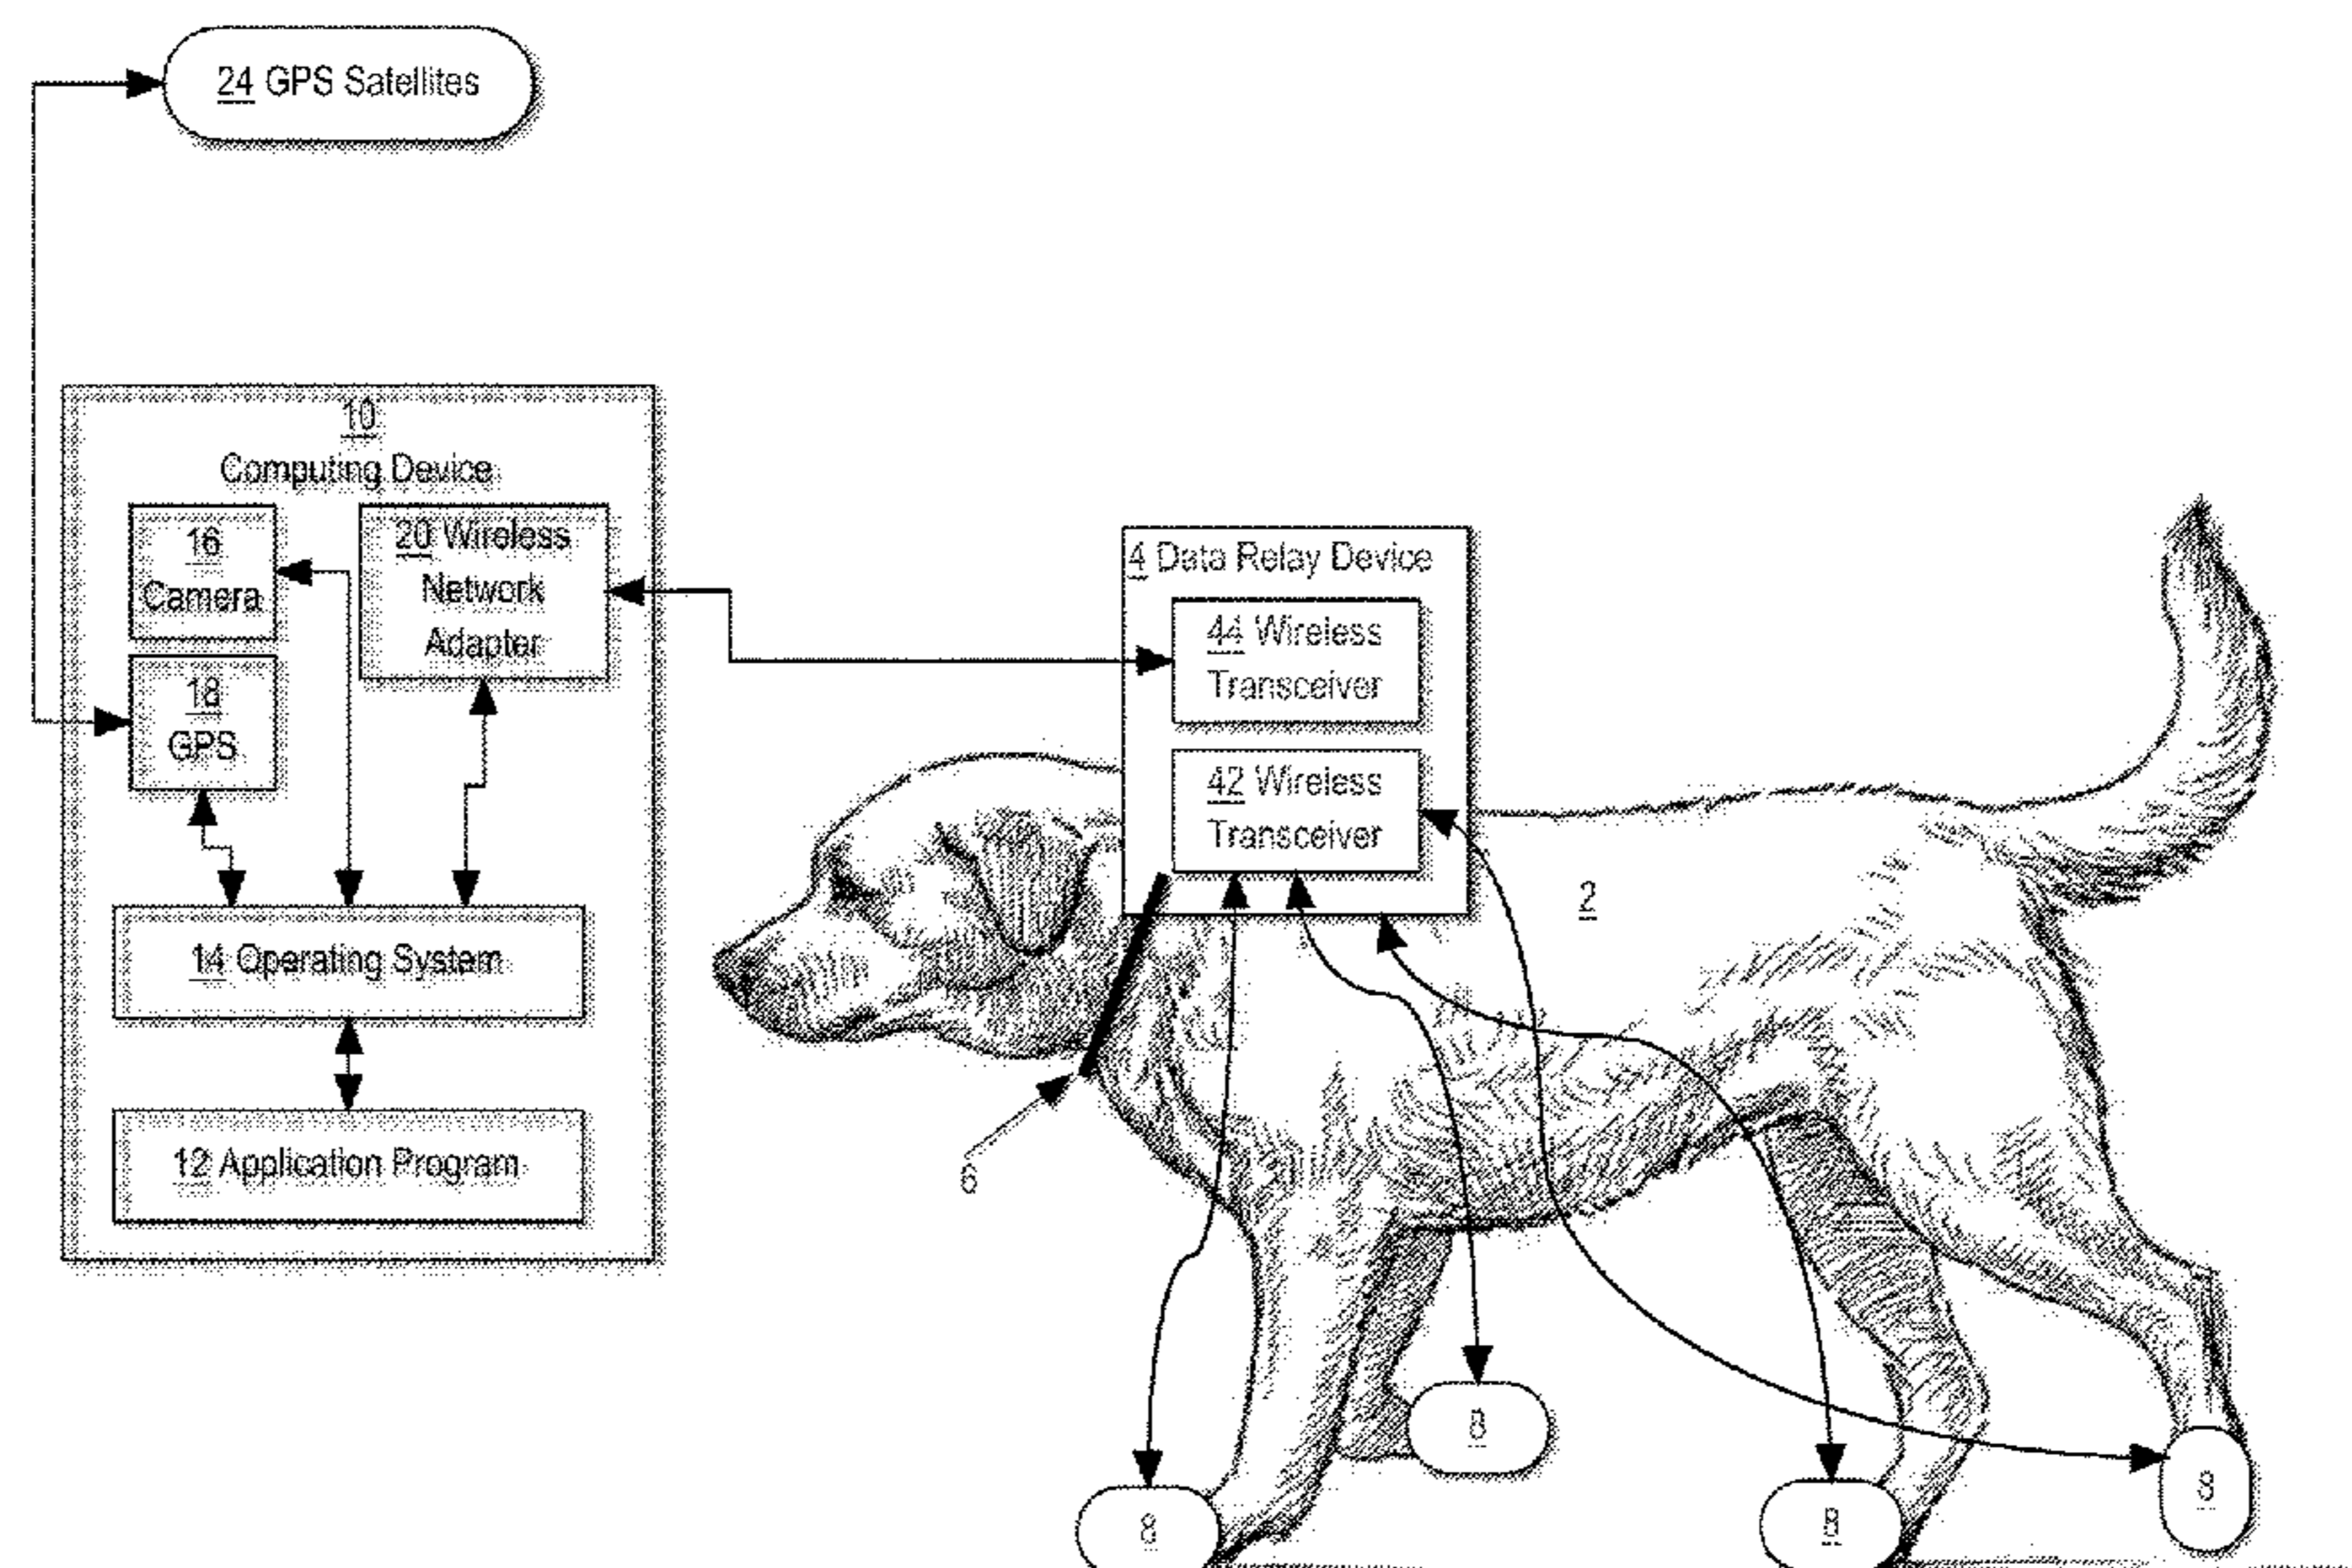 24 GPS Satellites
10
Computing Device
16
Camera
20 Wireless
Network
Adapter
18
GPS
14 Operating System
12 Application Program
4 Data Relay Device
44 Wireless
Transceiver
42 Wireless
Transceiver
2
6
8
8
8
8